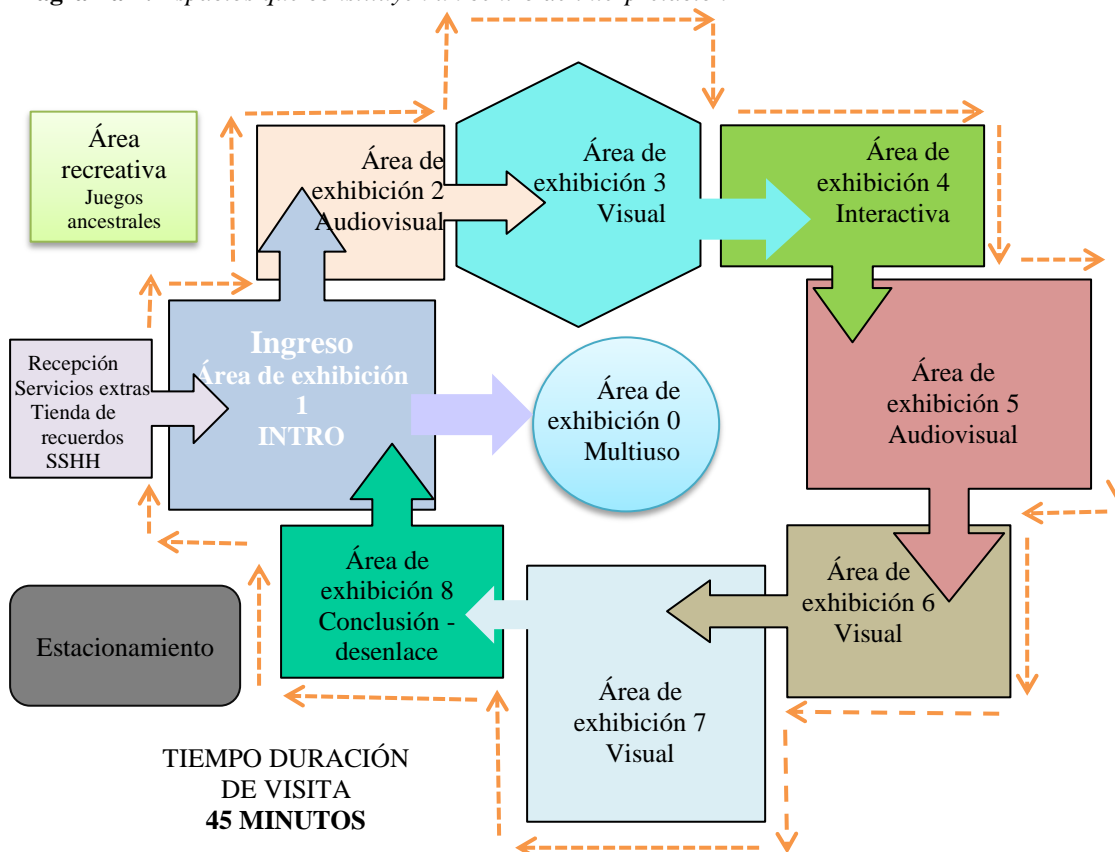 Área
recreativa
Juegos
ancestrales
Área de
exhibición 2
Audiovisual
Área de
exhibición 3
Visual
Área de
exhibición 4
Interactiva
Recepción
Servicios extras
Tienda de
recuerdos
SSHH
Ingreso
Área de exhibición
1
INTRO
Área de
exhibición 0
Multiuso
Área de
exhibición 5
Audiovisual
Estacionamiento
Área de
exhibición 8
Conclusión -
desenlace
Área de
exhibición 7
Visual
Área de
exhibición 6
Visual
TIEMPO DURACIÓN
DE VISITA
45 MINUTOS